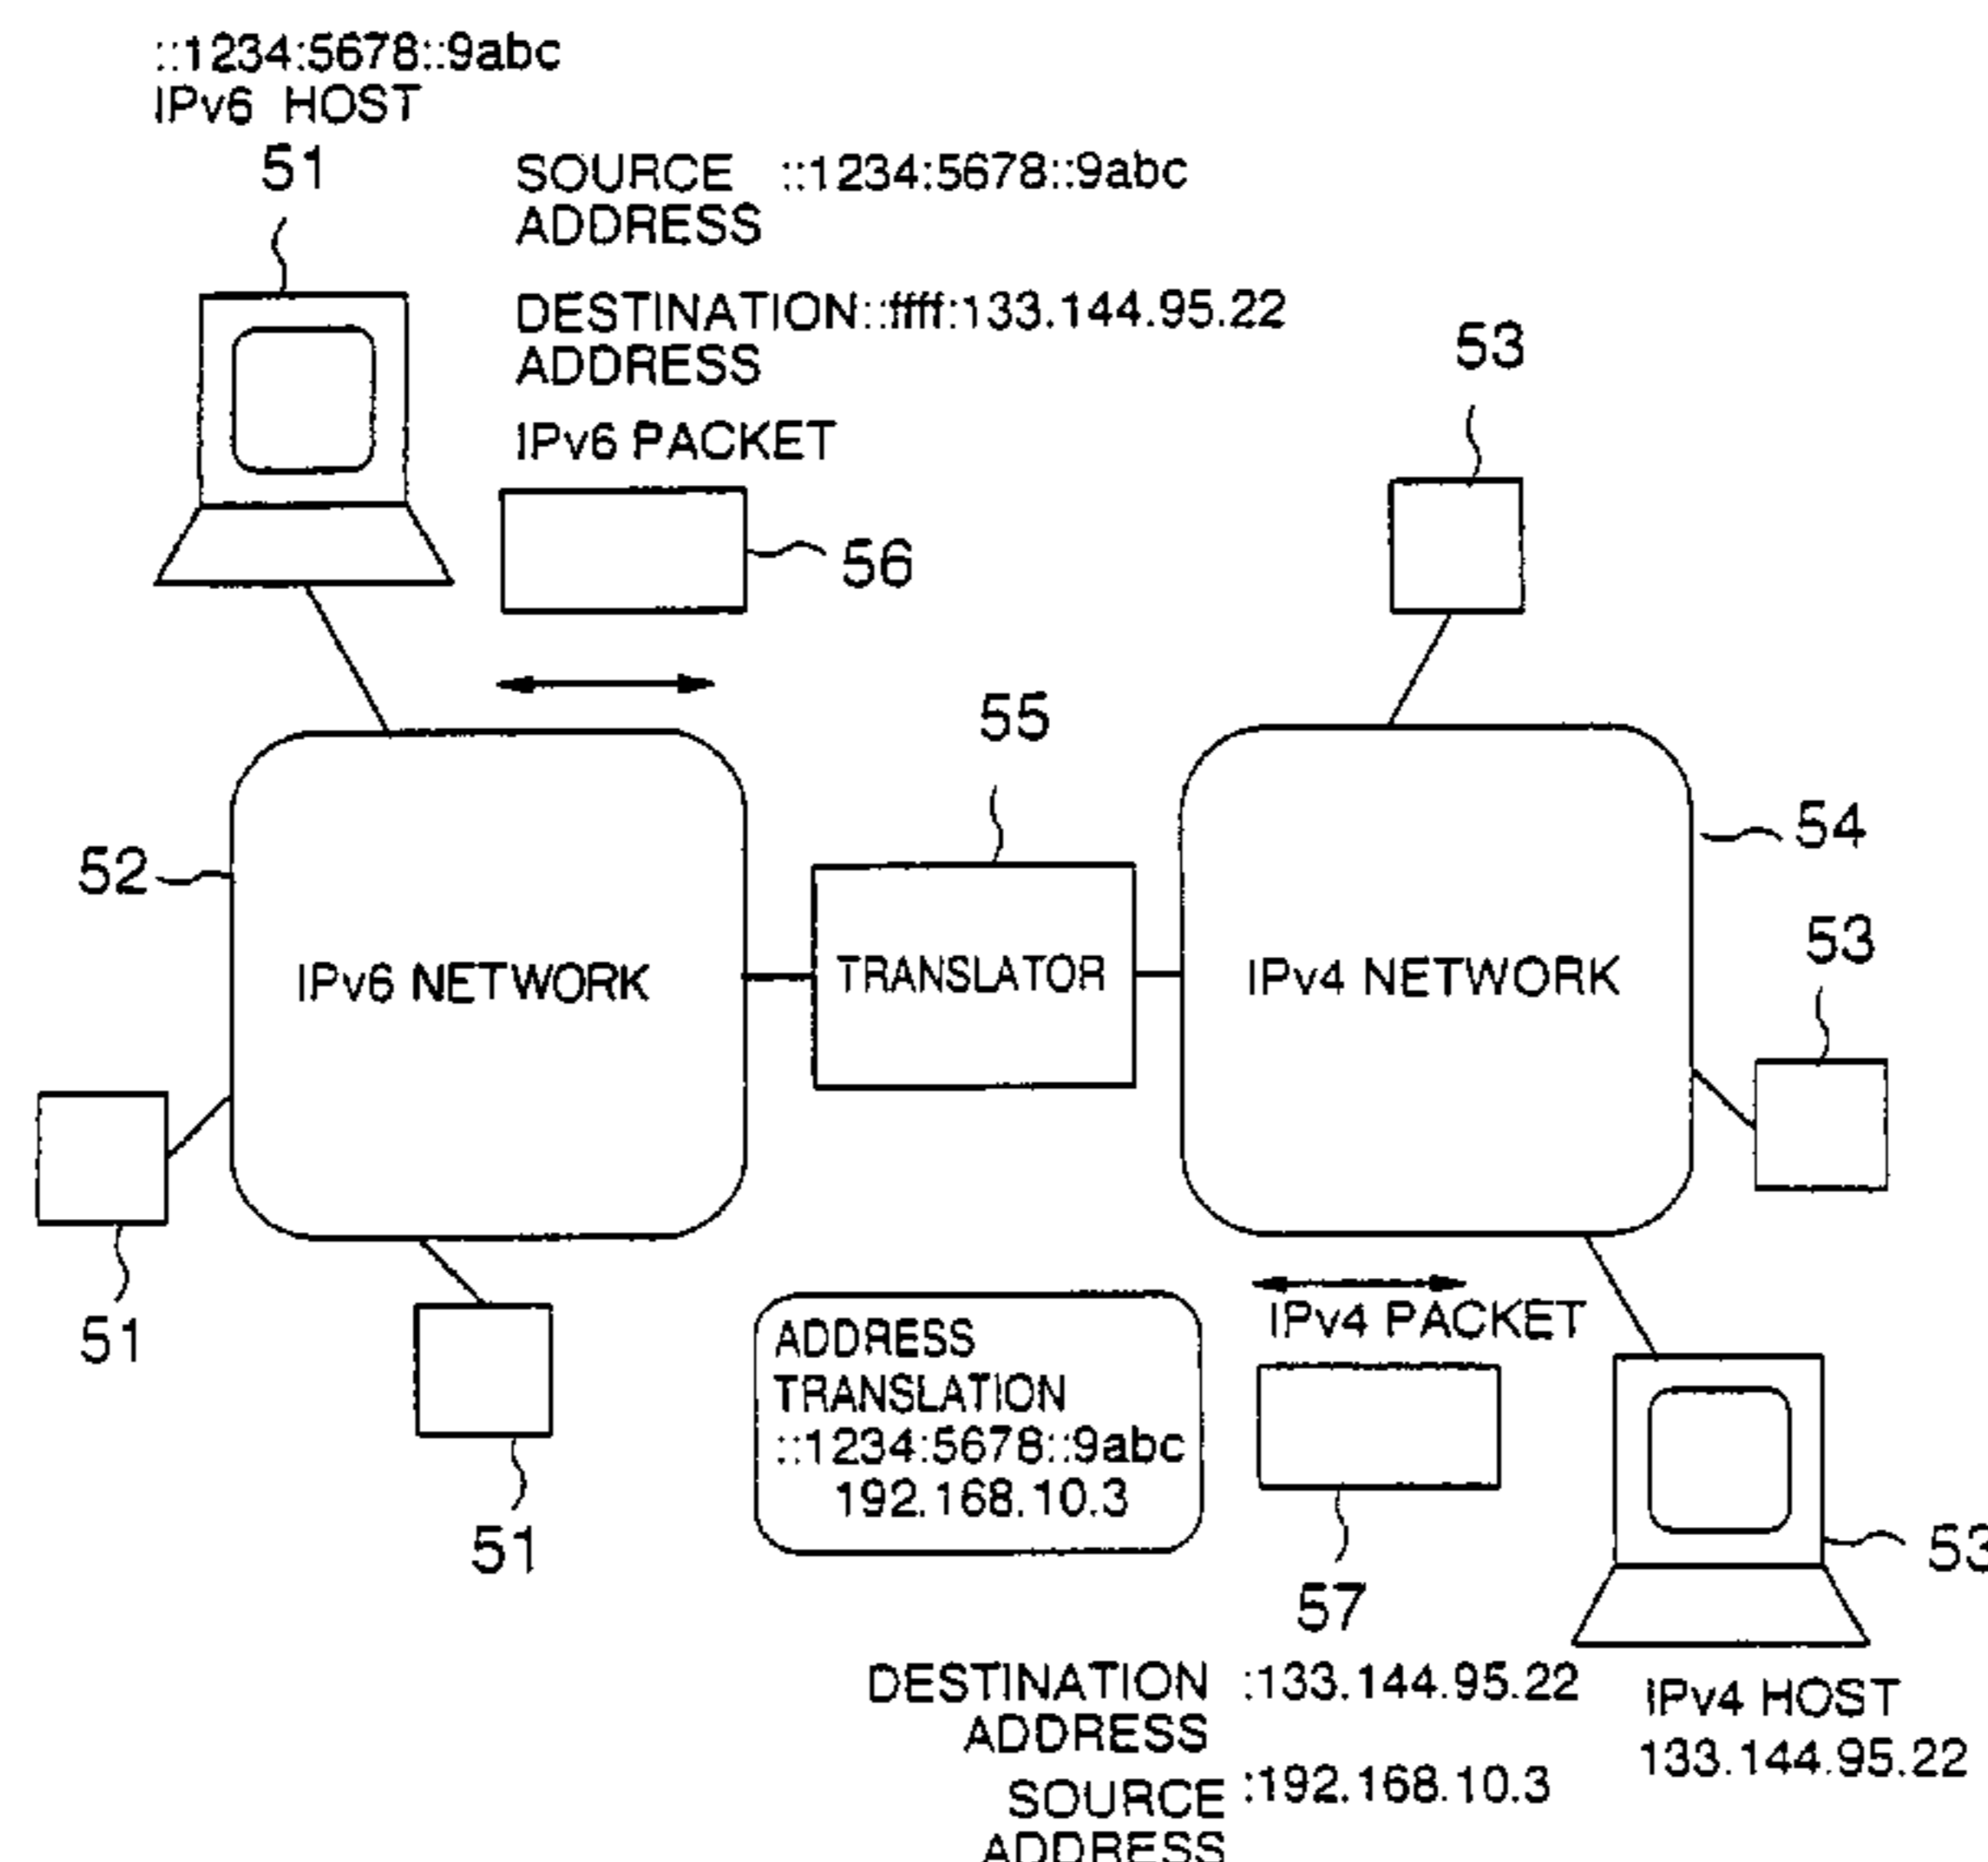 ::1234:5678::9abc
IPv6 HOST
51
SOURCE ::1234:5678::9abc
ADDRESS
DESTINATION::ffff:133.144.95.22
ADDRESS
IPv6 PACKET
53
56
55
54
52
53
IPv6 NETWORK
TRANSLATOR
IPv4 NETWORK
51
51
ADDRESS
TRANSLATION
::1234:5678::9abc
192.168.10.3
IPv4 PACKET
57
53
DESTINATION :133.144.95.22
ADDRESS
SOURCE :192.168.10.3
ADDRESS
IPv4 HOST
133.144.95.22